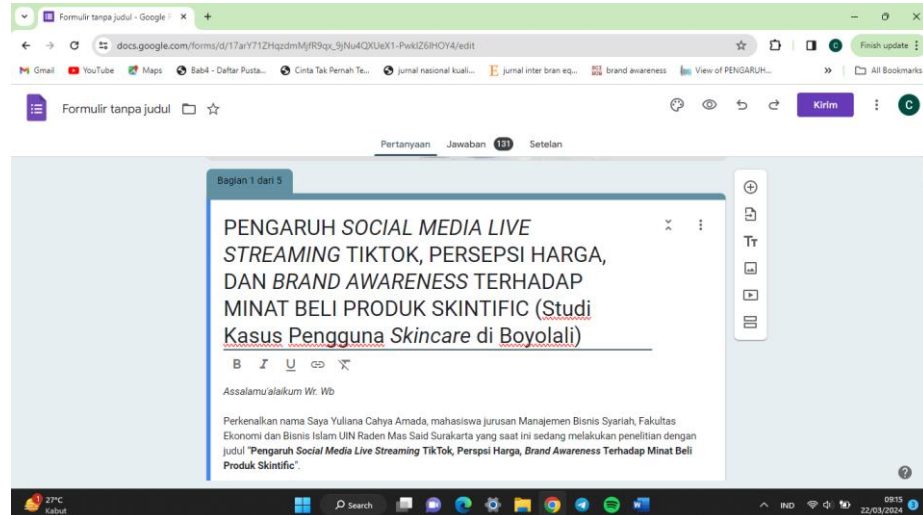 Formulir tanpa judul - Google F
docs.google.com/forms/d/17arY71ZHqzdmMjfR9qx_9jNu4QXUeX1-PwklZ6IHOY4/edit
Finish update
Gmail YouTube Maps Bab4 - Daftar Pusta... Cinta Tak Pernah Te... jurnal nasional kuali... jurnal inter bran eq... brand awareness View of PENGARUH... » All Bookmarks
Formulir tanpa judul Kirim C
Pertanyaan Jawaban 131 Setelan
Bagian 1 dari 5
PENGARUH SOCIAL MEDIA LIVE
STREAMING TIKTOK, PERSEPSI HARGA,
DAN BRAND AWARENESS TERHADAP
MINAT BELI PRODUK SKINTIFIC (Studi
Kasus Pengguna Skincare di Boyolali)
B I U
Assalamu'alaikum Wr. Wb
Perkenalkan nama Saya Yuliana Cahya Amada, mahasiswa jurusan Manajemen Bisnis Syariah, Fakultas
Ekonomi dan Bisnis Islam UIN Raden Mas Said Surakarta yang saat ini sedang melakukan penelitian dengan
judul "Pengaruh Social Media Live Streaming TikTok, Perspsi Harga, Brand Awareness Terhadap Minat Beli
Produk Skintific".
27°C
Kabut
Search
IND
09:15
22/03/2024